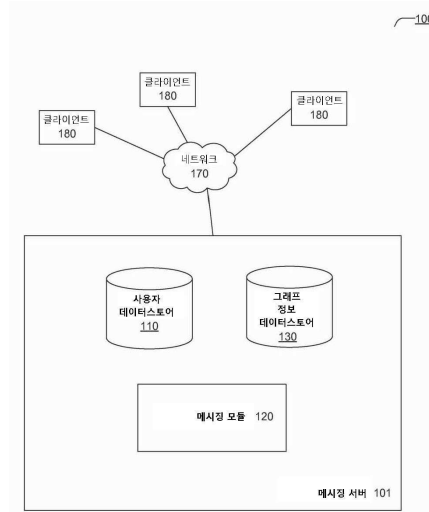 100
클라이언트
180
클라이언트
180
클라이언트
180
네트워크
170
사용자
데이터스토어
110
그래프
정보
데이터스토어
130
메시징 모듈 120
메시징 서버 101